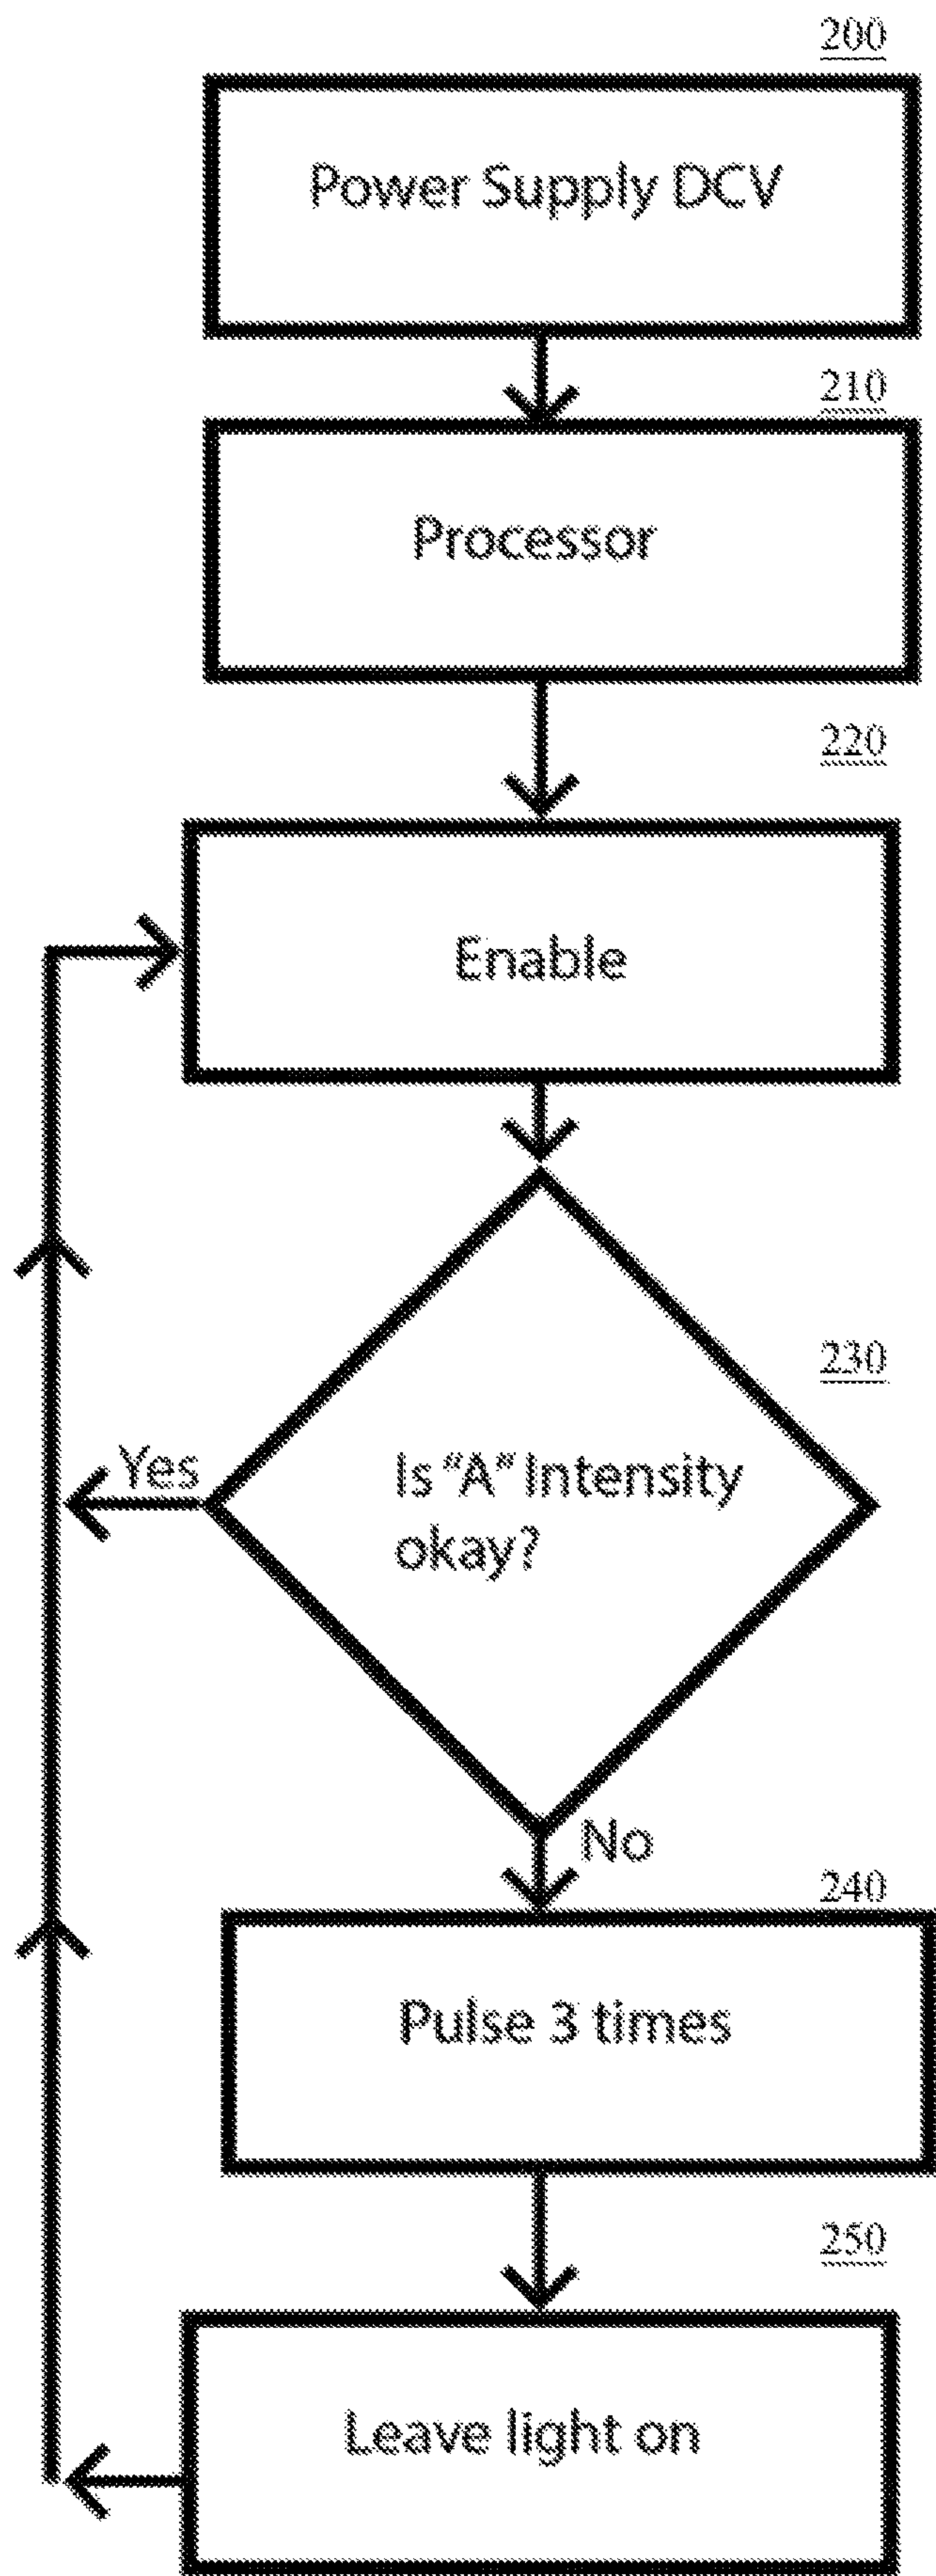 200
Power Supply DCV
210
Processor
220
Enable
230
Yes
Is “A” Intensity
okay?
No
240
Pulse 3 times
250
Leave light on